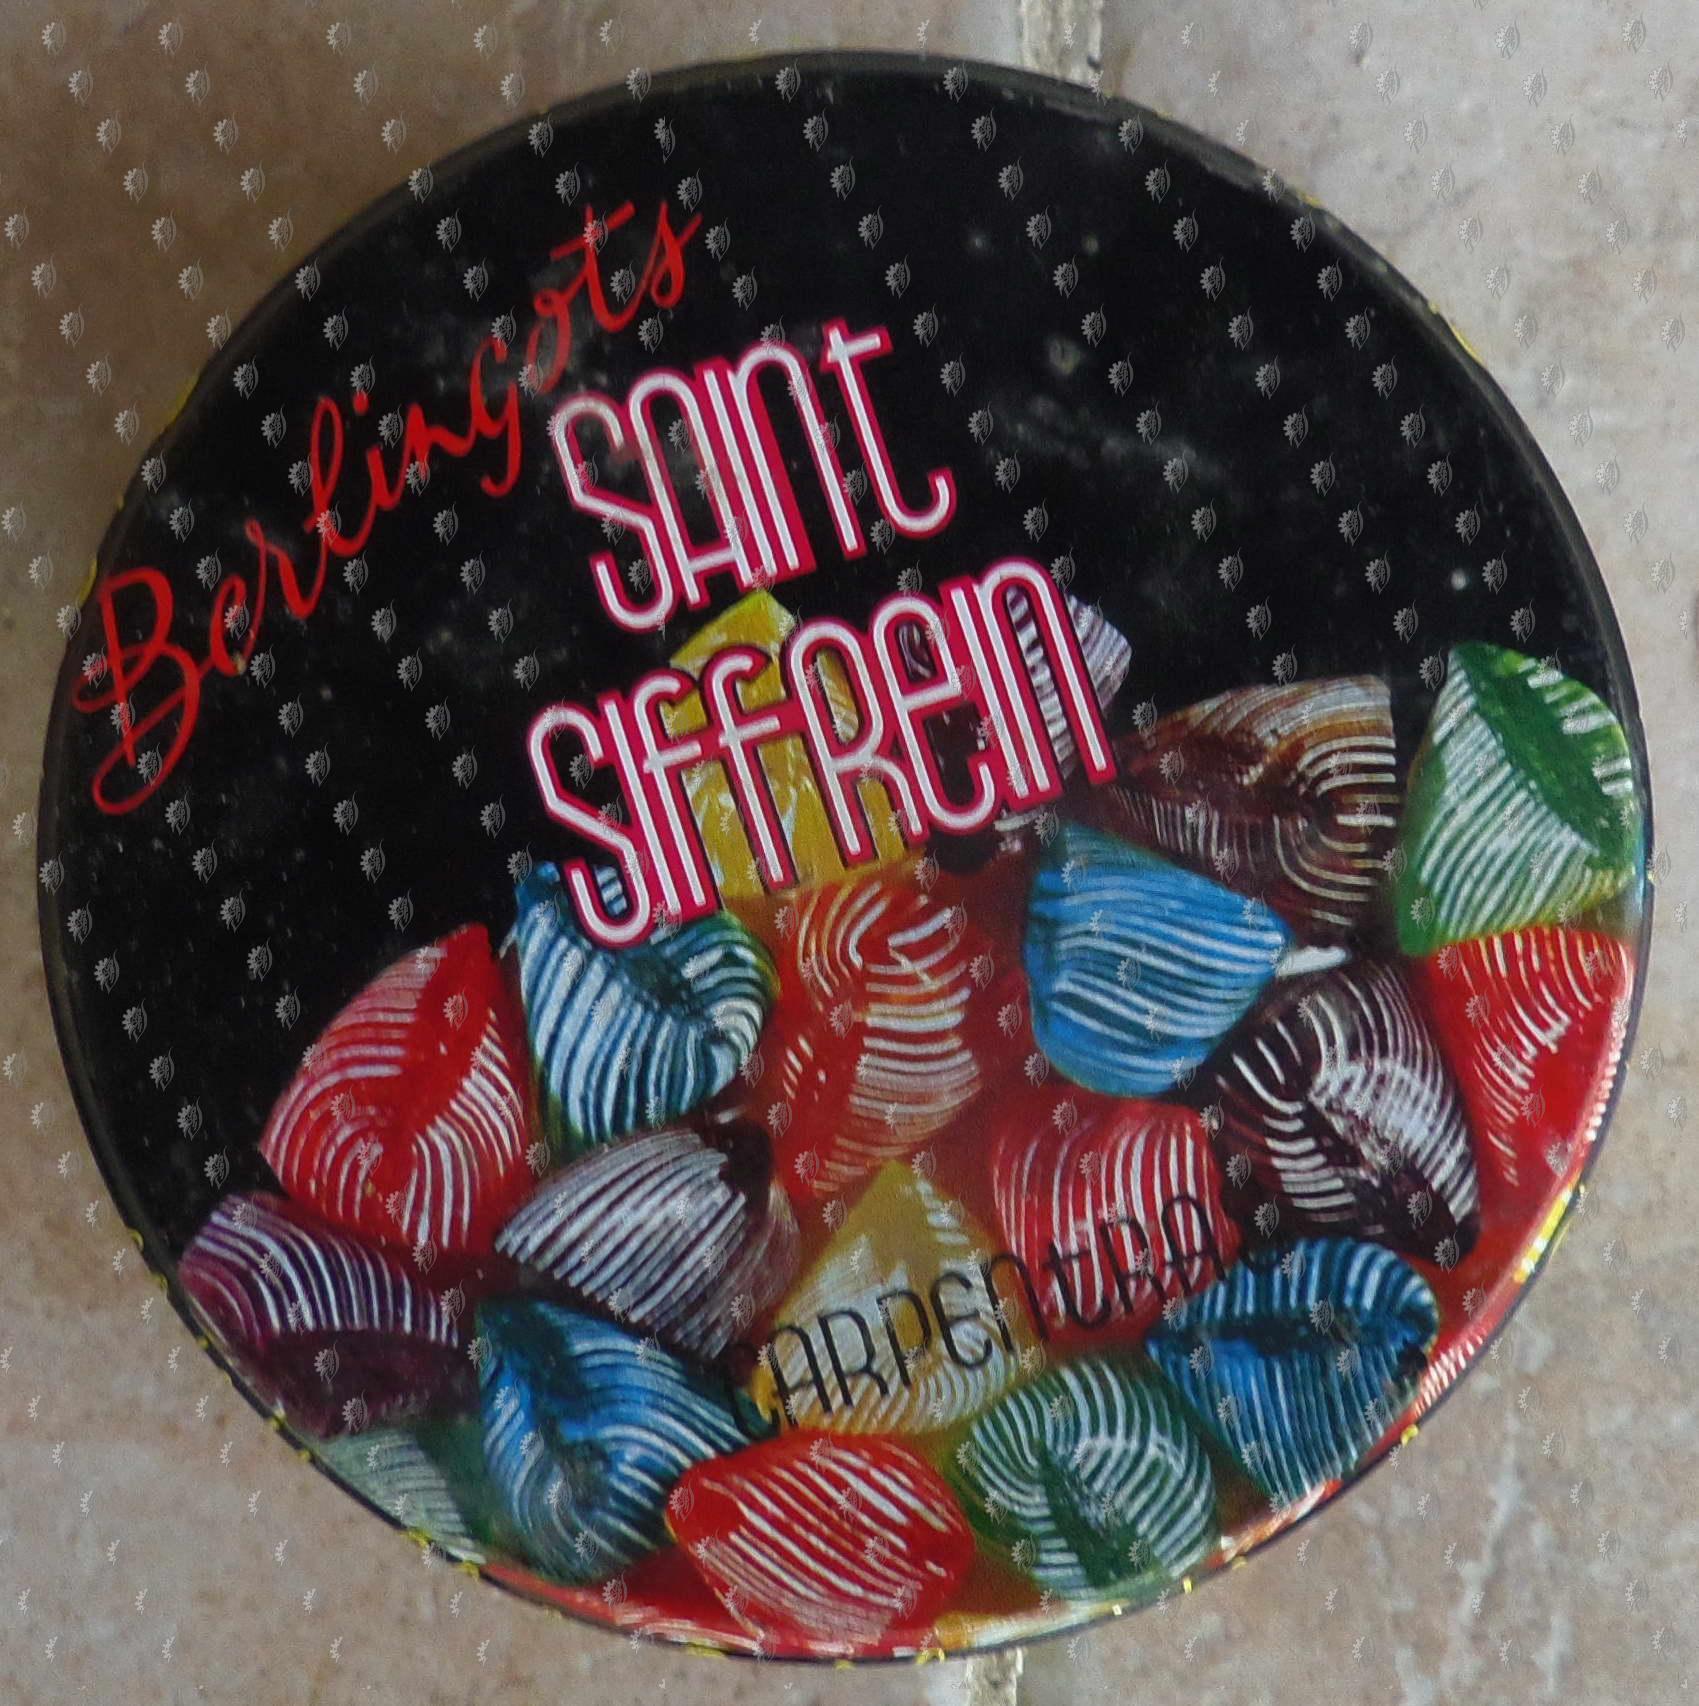 Berlingots
SAINt
SIFFREIN
CARPENtRAS